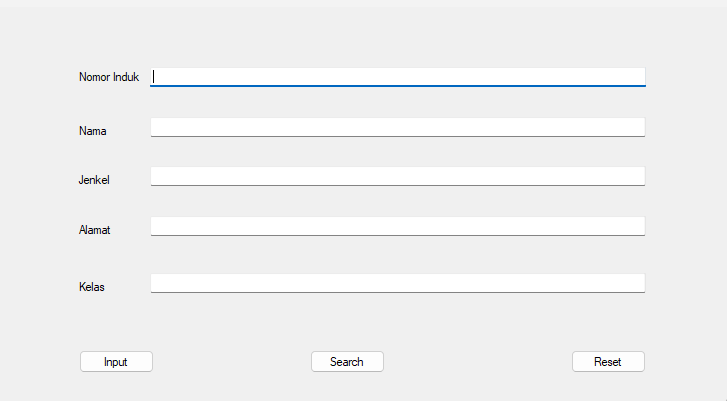 Nomor Induk
Nama
Jenkel
Alamat
Kelas
Input Search Reset